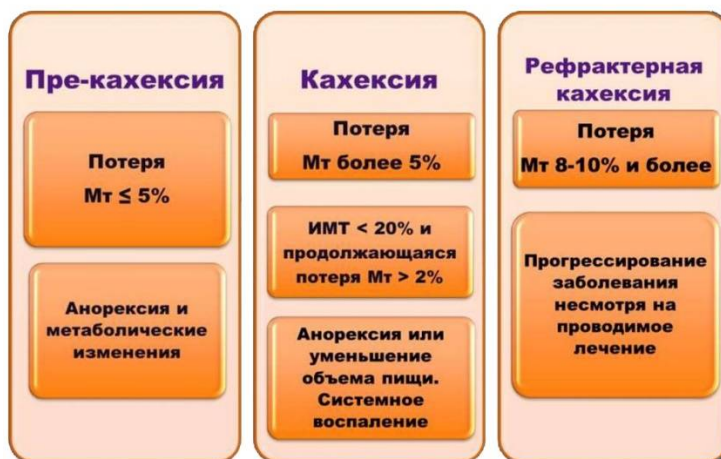 Пре-кахексия
Потеря
Мт ≤ 5%
Анорексия и
метаболические
изменения
Кахексия
Потеря
Мт более 5%
ИМТ < 20% и
продолжающаяся
потеря Мт > 2%
Анорексия или
уменьшение
объема пищи.
Системное
воспаление
Рефрактерная
кахексия
Потеря
Мт 8-10% и более
Прогрессирование
заболевания
несмотря на
проводимое
лечение